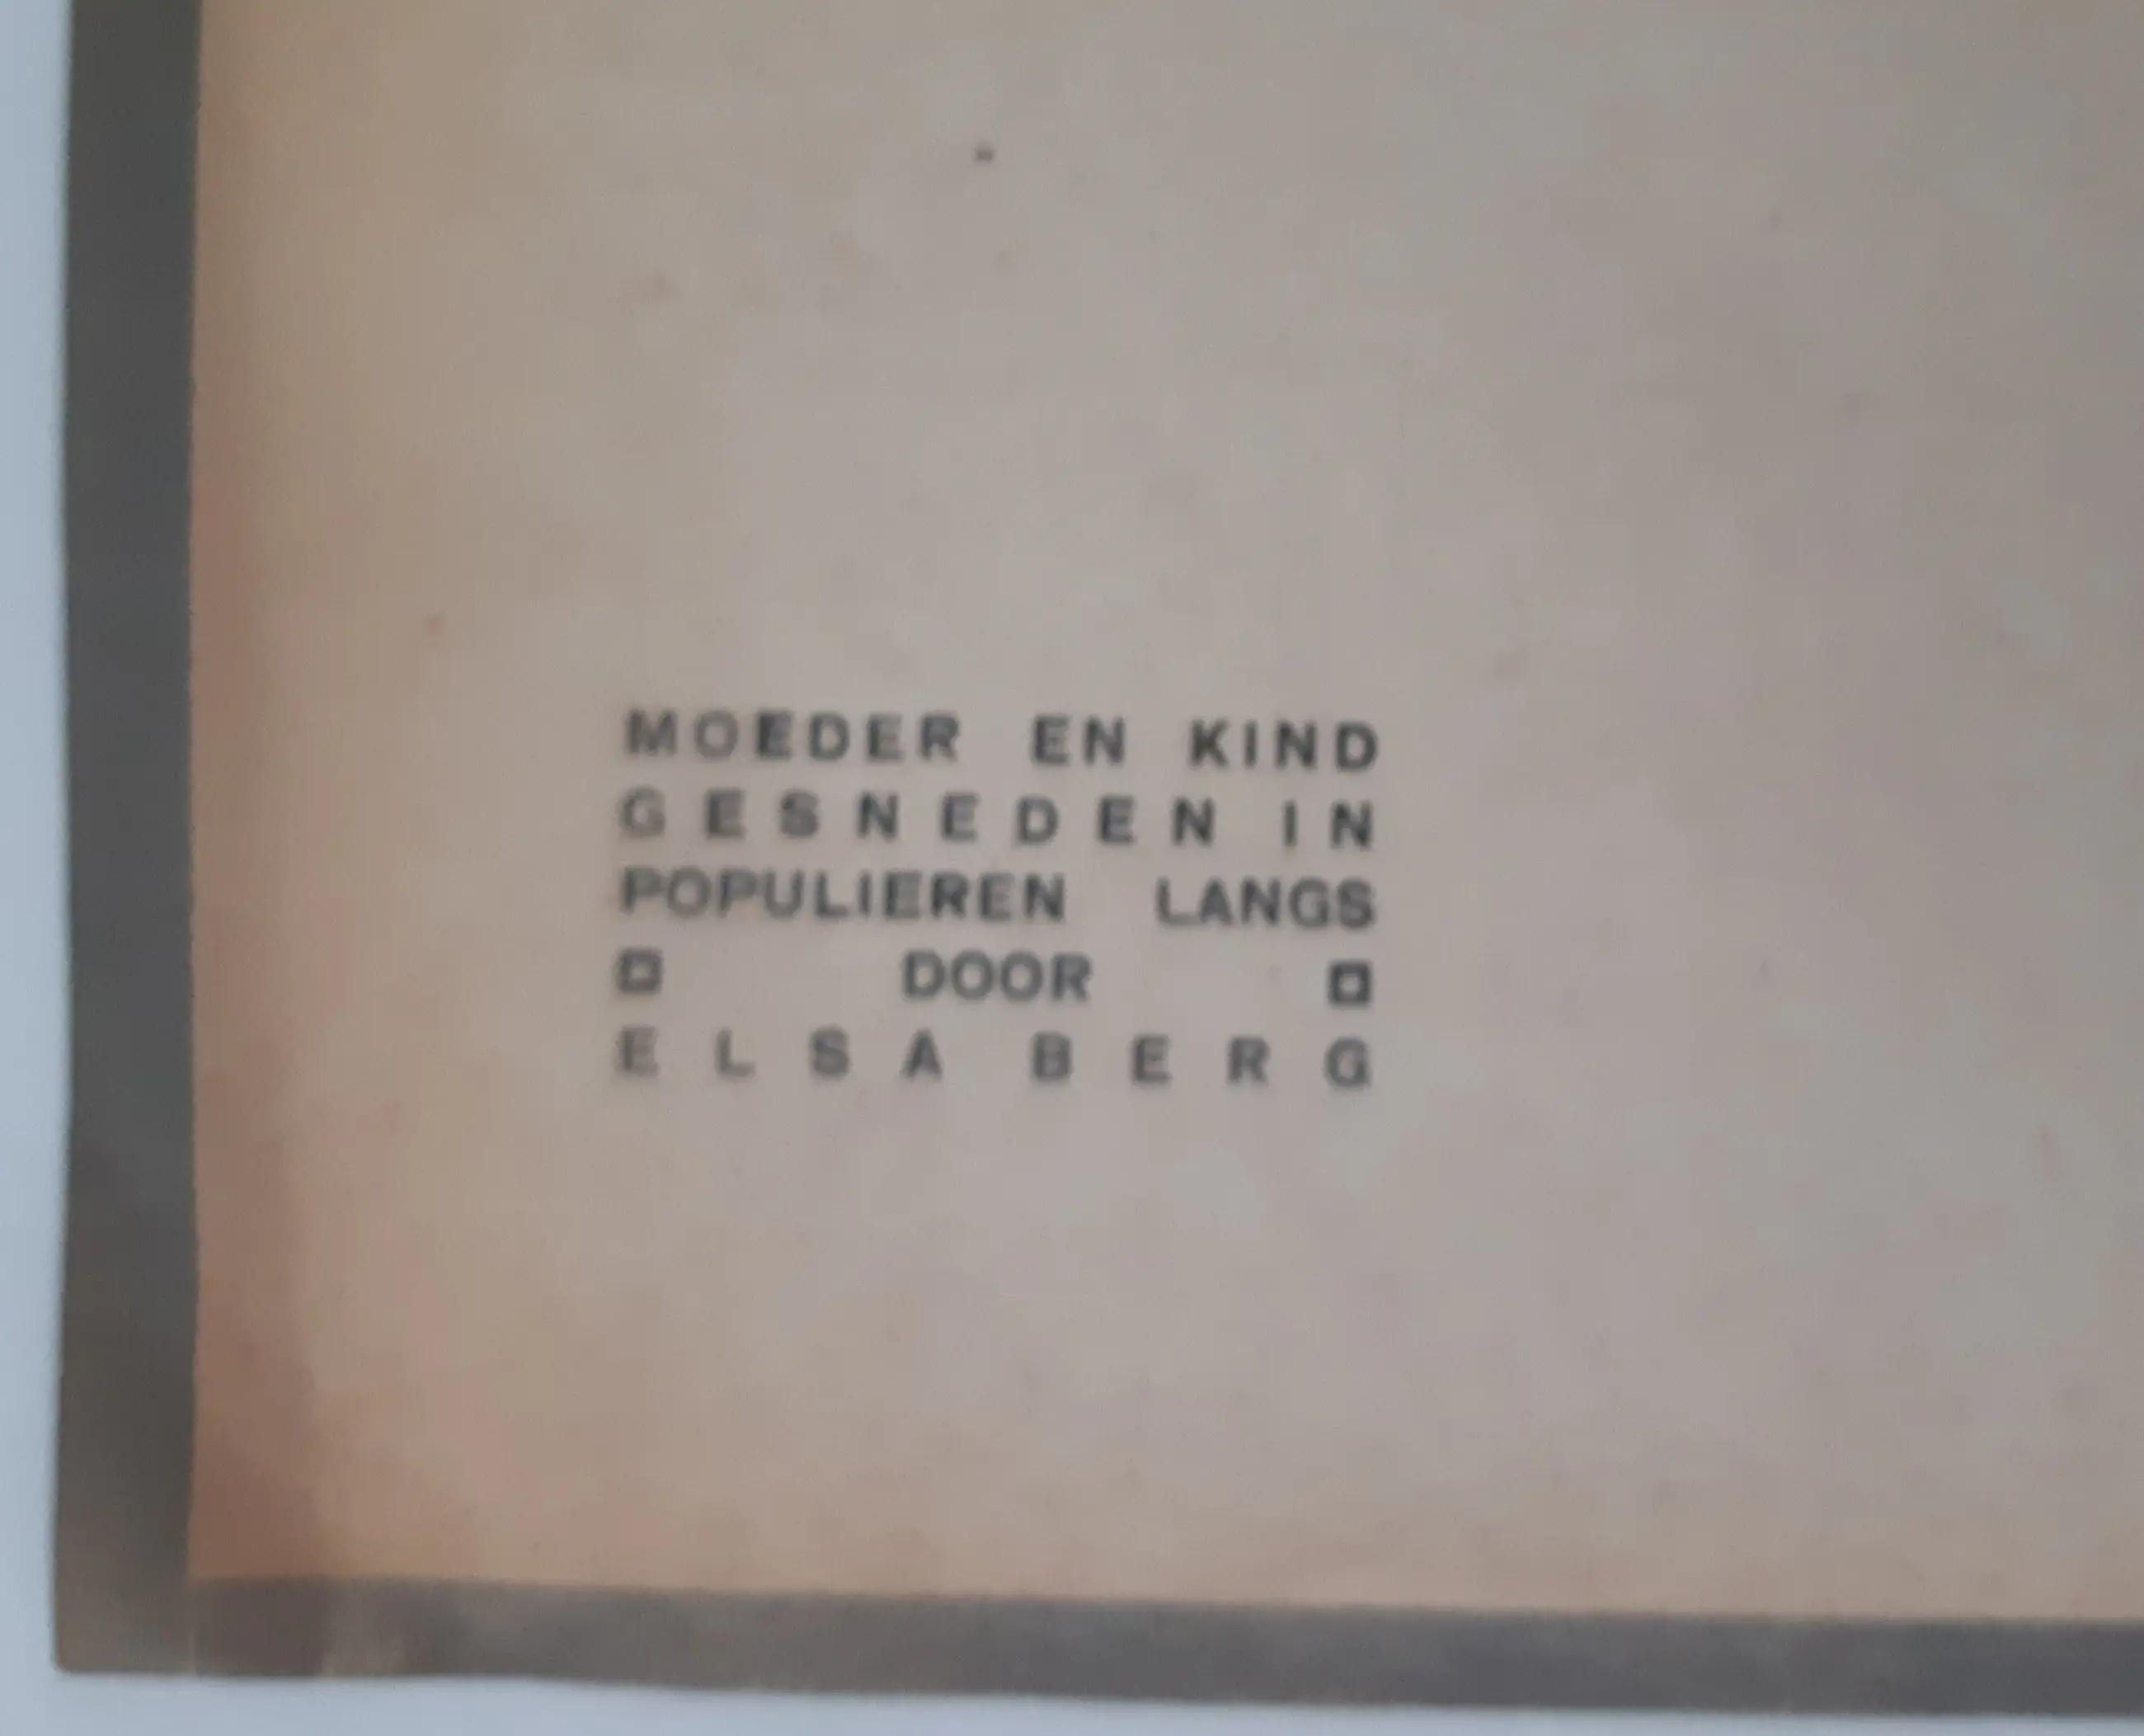 MOEDER EN KIND
GESNEDEN IN
POPULIEREN LANGS
DOOR
ELSA BERG